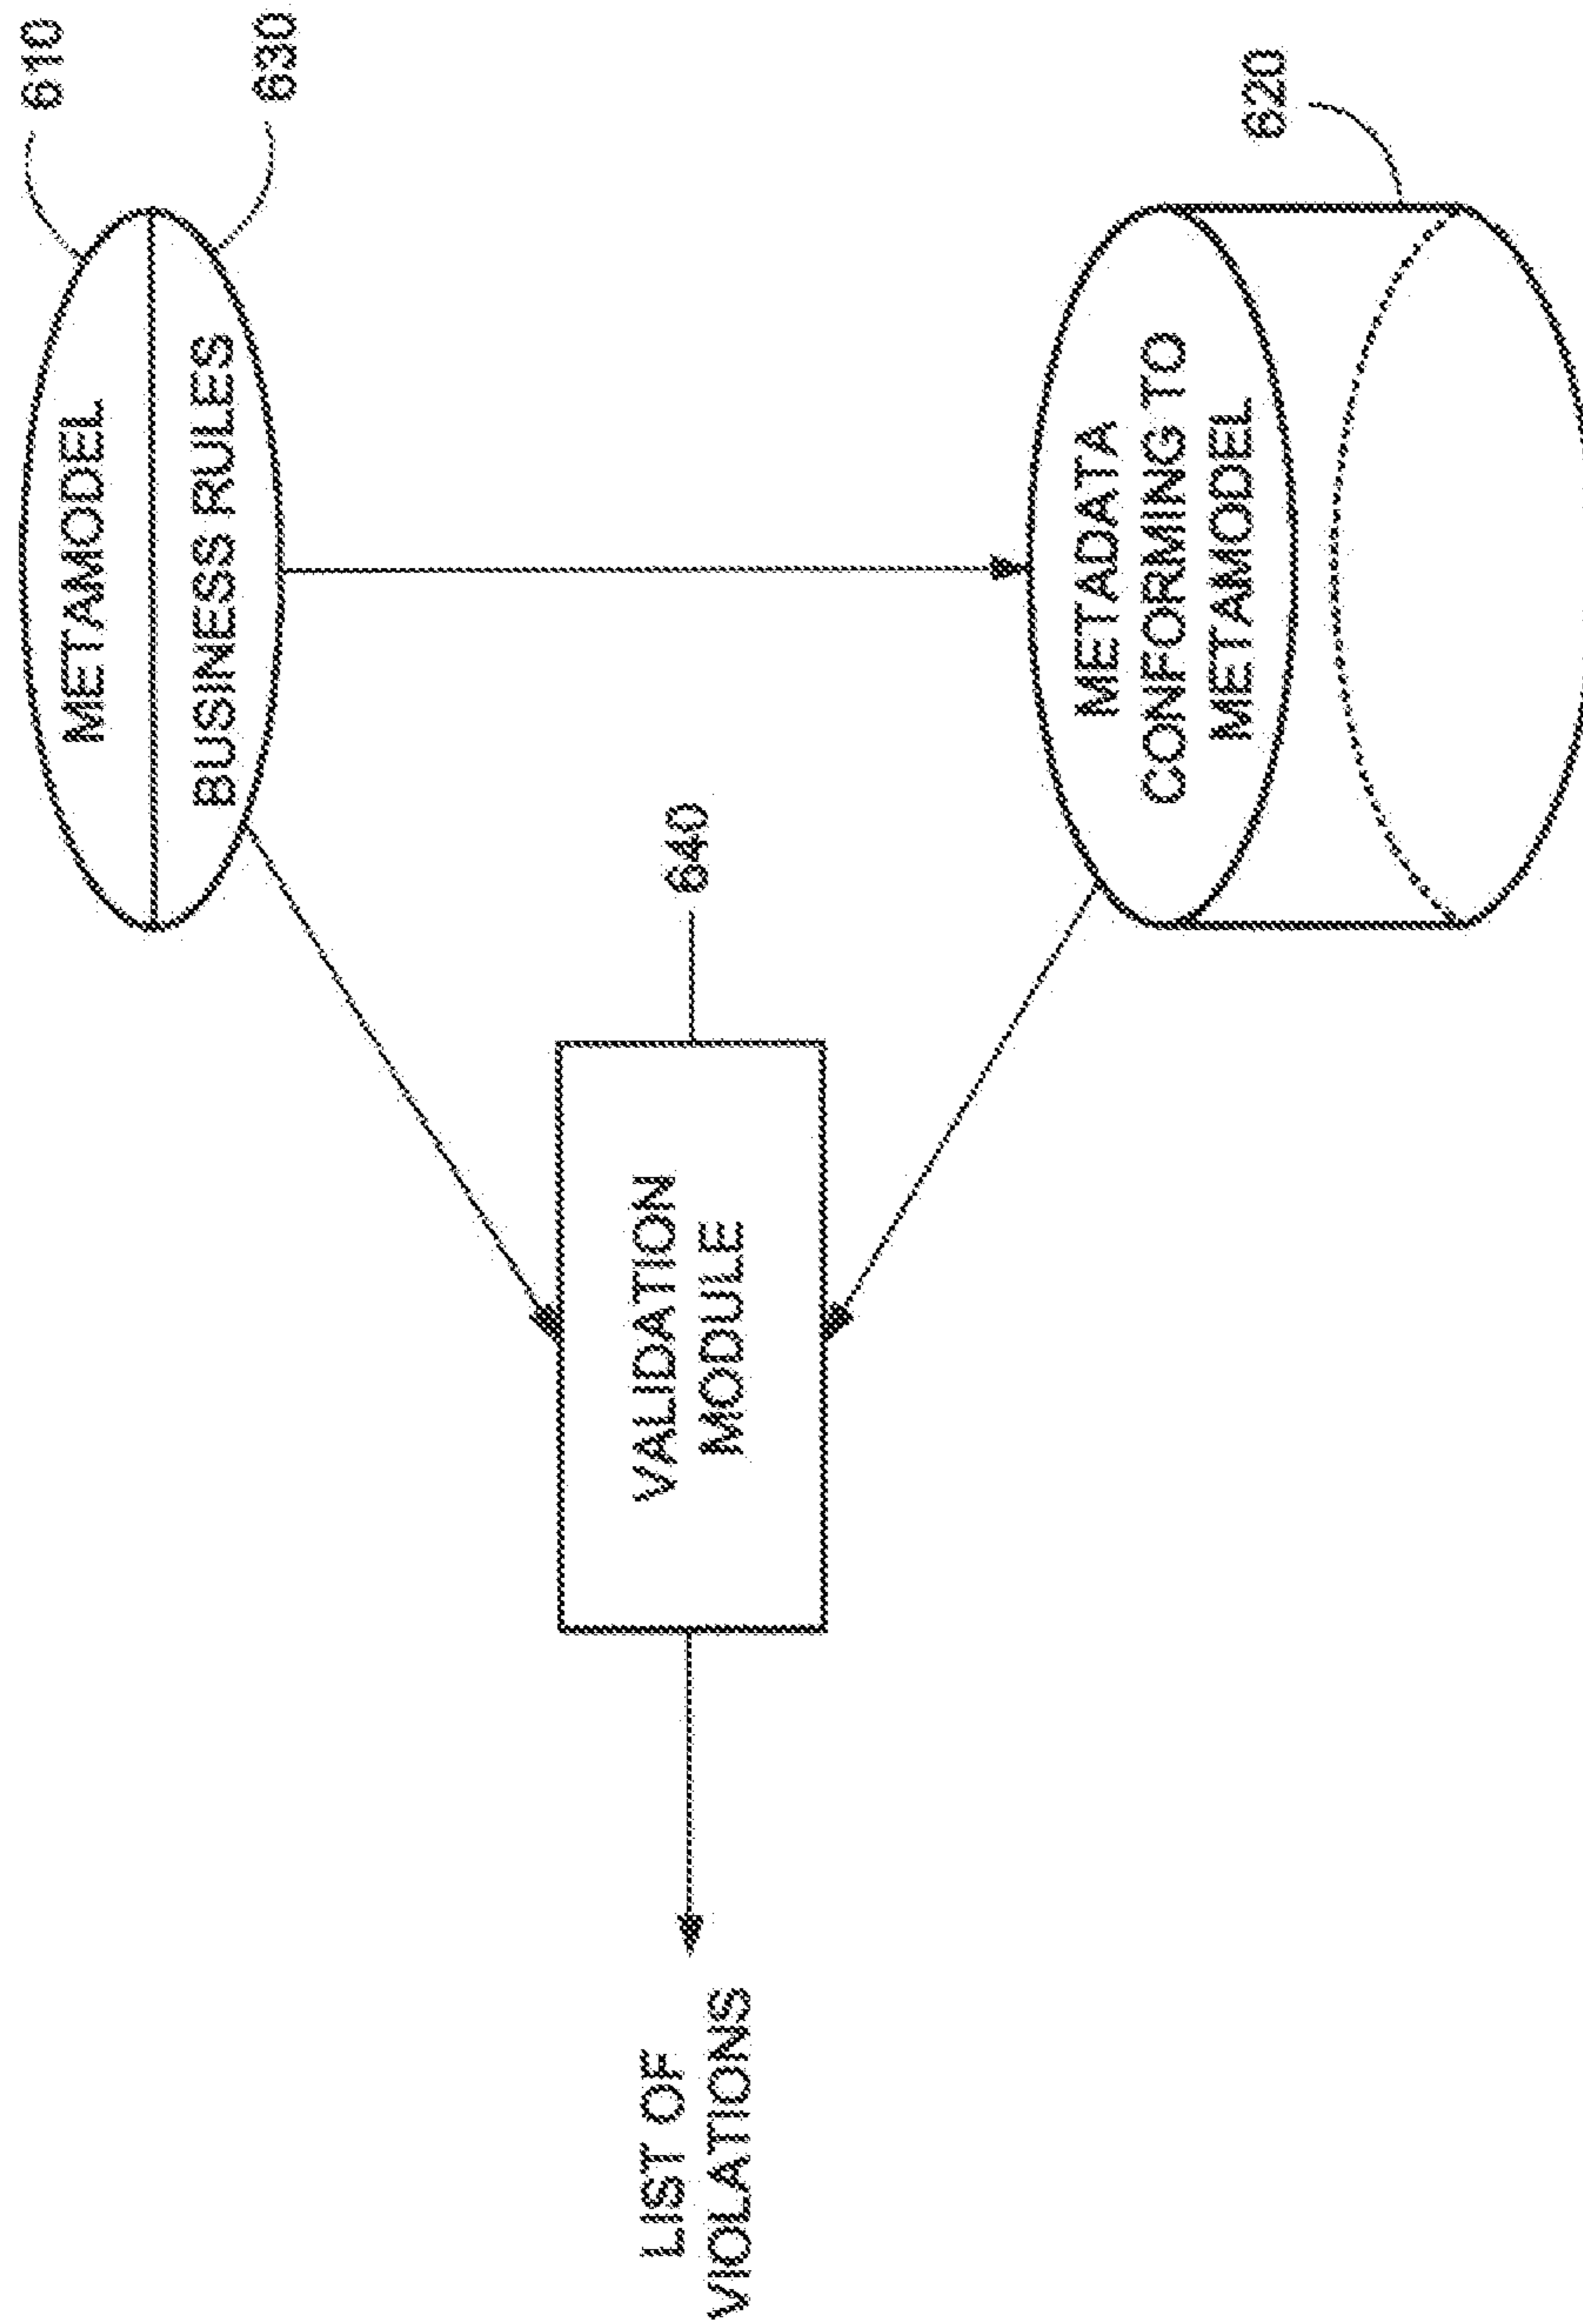 METAMODEL
610
BUSINESS RULES
630
640
VALIDATION
MODULE
LIST OF
VIOLATIONS
METADATA
CONFORMING TO
METAMODEL
620